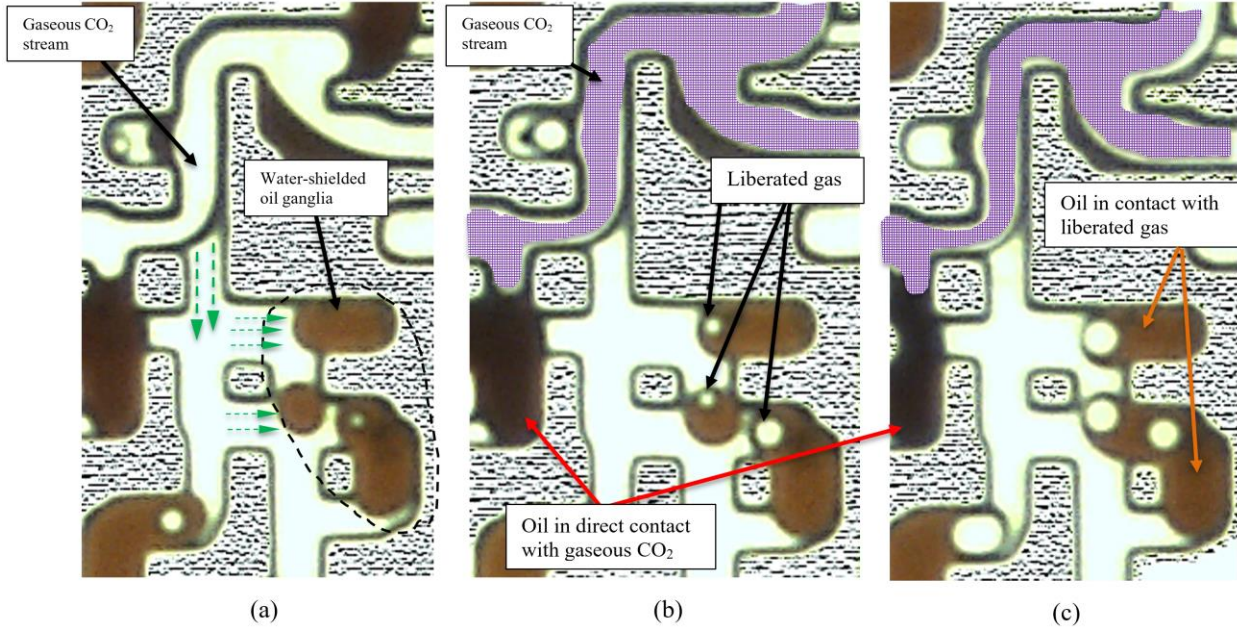 Gaseous CO₂
stream
Water-shielded
oil ganglia
Gaseous CO₂
stream
Liberated gas
Oil in direct contact
with gaseous CO₂
Oil in contact with
liberated gas
(a)
(b)
(c)